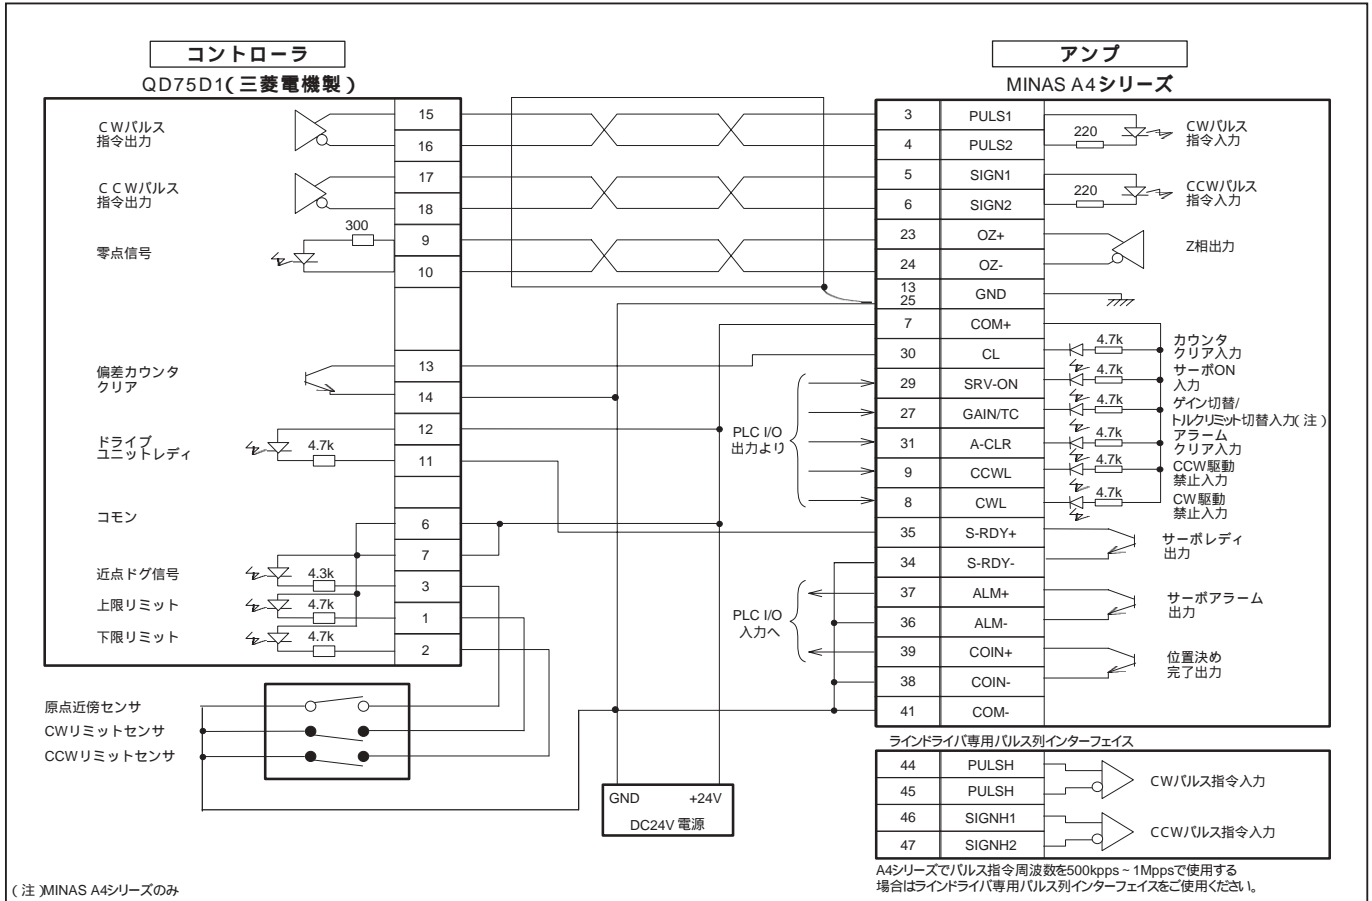 コントローラ
QD75D1(三菱電機製)
アンプ
MINAS A4シリーズ
CWパルス
指令出力
CCWパルス
指令出力
零点信号
300
偏差カウンタ
クリア
ドライブ
ユニットレディ
4.7k
コモン
近点ドグ信号
4.3k
上限リミット
4.7k
下限リミット
4.7k
15
16
17
18
9
10
13
14
12
11
6
7
3
1
2
原点近傍センサ
CWリミットセンサ
CCWリミットセンサ
PLC I/O
出力より
PLC I/O
入力へ
GND +24V
DC24V 電源
3 PULS1
4 PULS2
5 SIGN1
6 SIGN2
23 OZ+
24 OZ-
13
25 GND
7 COM+
30 CL
29 SRV-ON
27 GAIN/TC
31 A-CLR
9 CCWL
8 CWL
35 S-RDY+
34 S-RDY-
37 ALM+
36 ALM-
39 COIN+
38 COIN-
41 COM-
220
CWパルス
指令入力
220
CCWパルス
指令入力
Z相出力
4.7k
カウンタ
クリア入力
4.7k
サーボON
入力
4.7k
ゲイン切替/
トルクリミット切替入力(注)
4.7k
アラーム
クリア入力
4.7k
CCW駆動
禁止入力
4.7k
CW駆動
禁止入力
サーボレディ
出力
サーボアラーム
出力
位置決め
完了出力
ラインドライバ専用パルス列インターフェイス
44 PULSH
45 PULSH
46 SIGNH1
47 SIGNH2
CWパルス指令入力
CCWパルス指令入力
A4シリーズでパルス指令周波数を500kpps~1Mppsで使用する
場合はラインドライバ専用パルス列インターフェイスをご使用ください。
(注)MINAS A4シリーズのみ